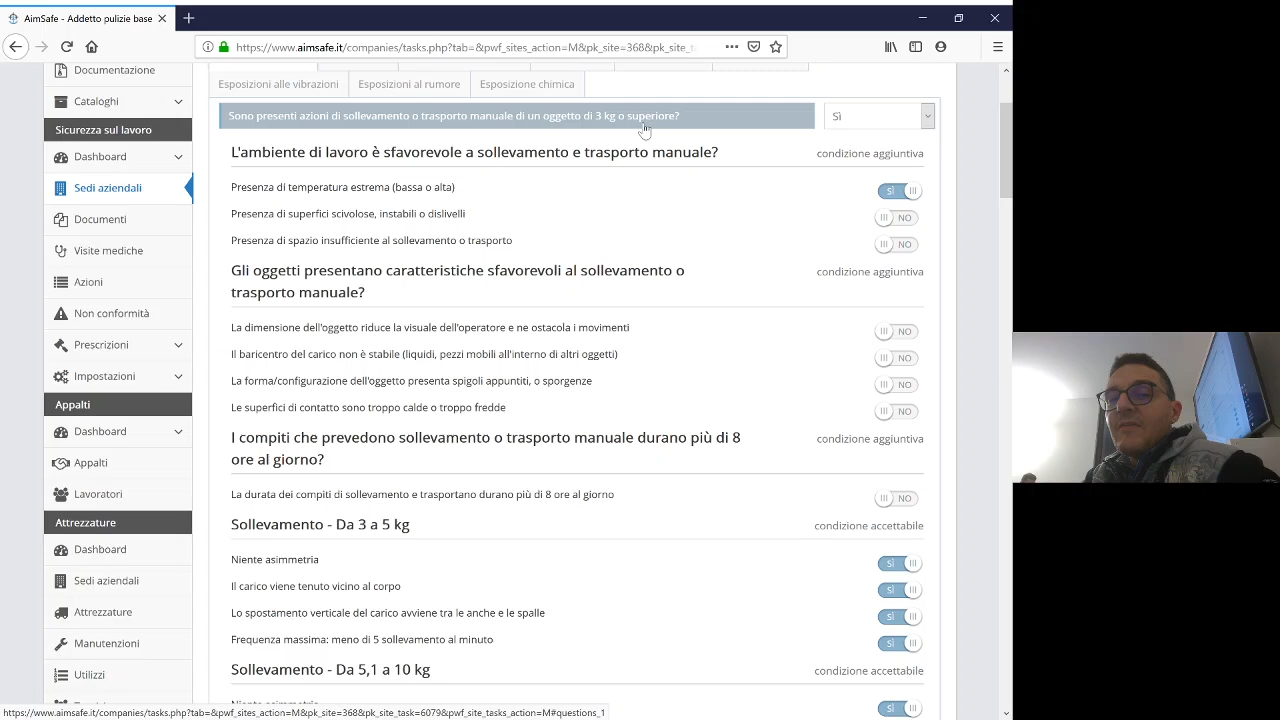 AimSafe - Addetto pulizie base
https://www.aimsafe.it/companies/tasks.php?tab=&pwf_sites_action=M&pk_site=368&pk_site_t
Documentazione
Cataloghi
Sicurezza sul lavoro
Dashboard
Sedi aziendali
Documenti
Visite mediche
Azioni
Non conformità
Prescrizioni
Impostazioni
Appalti
Dashboard
Appalti
Lavoratori
Attrezzature
Dashboard
Sedi aziendali
Attrezzature
Manutenzioni
Utilizzi
Esposizioni alle vibrazioni
Esposizioni al rumore
Esposizione chimica
Sono presenti azioni di sollevamento o trasporto manuale di un oggetto di 3 kg o superiore?
Sì
L'ambiente di lavoro è sfavorevole a sollevamento e trasporto manuale?
condizione aggiuntiva
Presenza di temperatura estrema (bassa o alta)
SÌ
Presenza di superfici scivolose, instabili o dislivelli
NO
Presenza di spazio insufficiente al sollevamento o trasporto
NO
Gli oggetti presentano caratteristiche sfavorevoli al sollevamento o
trasporto manuale?
condizione aggiuntiva
La dimensione dell'oggetto riduce la visuale dell'operatore e ne ostacola i movimenti
NO
Il baricentro del carico non è stabile (liquidi, pezzi mobili all'interno di altri oggetti)
NO
La forma/configurazione dell'oggetto presenta spigoli appuntiti, o sporgenze
NO
Le superfici di contatto sono troppo calde o troppo fredde
NO
I compiti che prevedono sollevamento o trasporto manuale durano più di 8
ore al giorno?
condizione aggiuntiva
La durata dei compiti di sollevamento e trasportano durano più di 8 ore al giorno
NO
Sollevamento - Da 3 a 5 kg
condizione accettabile
Niente asimmetria
SÌ
Il carico viene tenuto vicino al corpo
SÌ
Lo spostamento verticale del carico avviene tra le anche e le spalle
SÌ
Frequenza massima: meno di 5 sollevamento al minuto
SÌ
Sollevamento - Da 5,1 a 10 kg
condizione accettabile
Niente asimmetria
SÌ
https://www.aimsafe.it/companies/tasks.php?tab=&pwf_sites_action=M&pk_site=368&pk_site_task=6079&pwf_site_tasks_action=M#questions_1